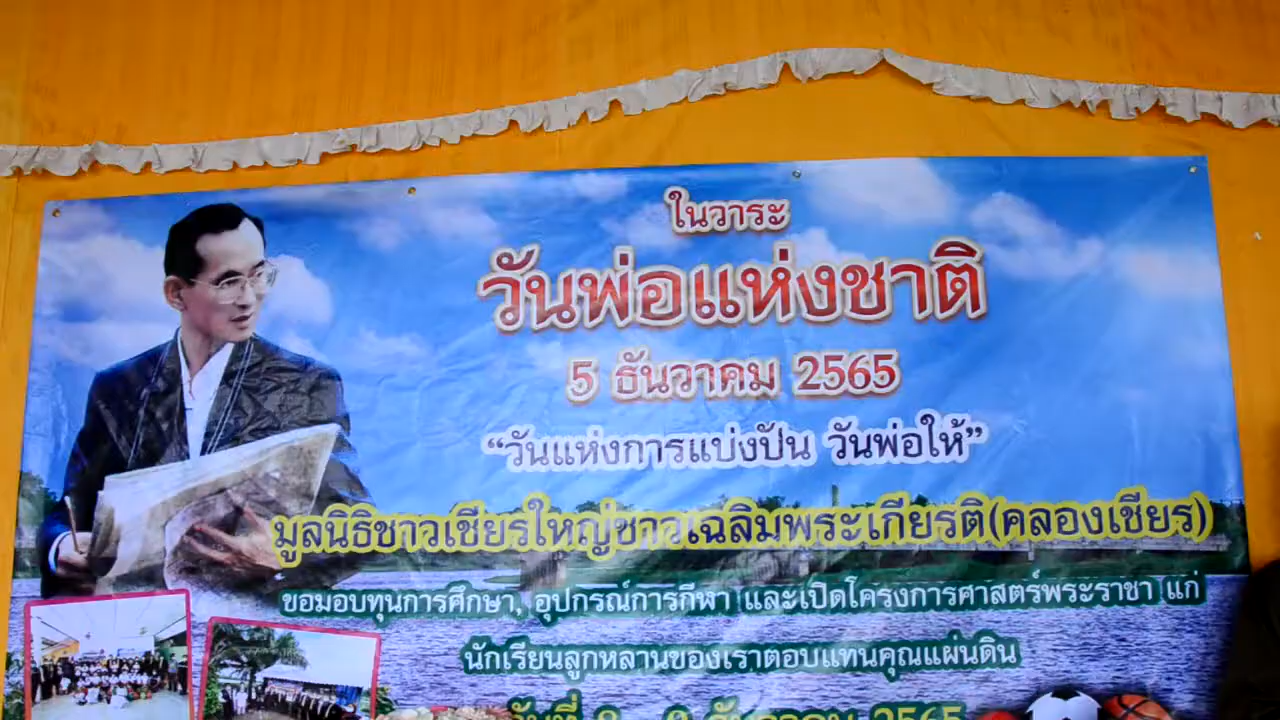 ในวาระ
วันพ่อแห่งชาติ
5 ธันวาคม 2565
“วันแห่งการแบ่งปัน วันพ่อให้”
มูลนิธิชาวเชียรใหญ่ชาวเฉลิมพระเกียรติ(คลองเชียร)
ขอมอบทุนการศึกษา, อุปกรณ์การกีฬา และเปิดโครงการศาสตร์พระราชา แก่
นักเรียนลูกหลานของเราตอบแทนคุณแผ่นดิน
ธันวาคม 2565